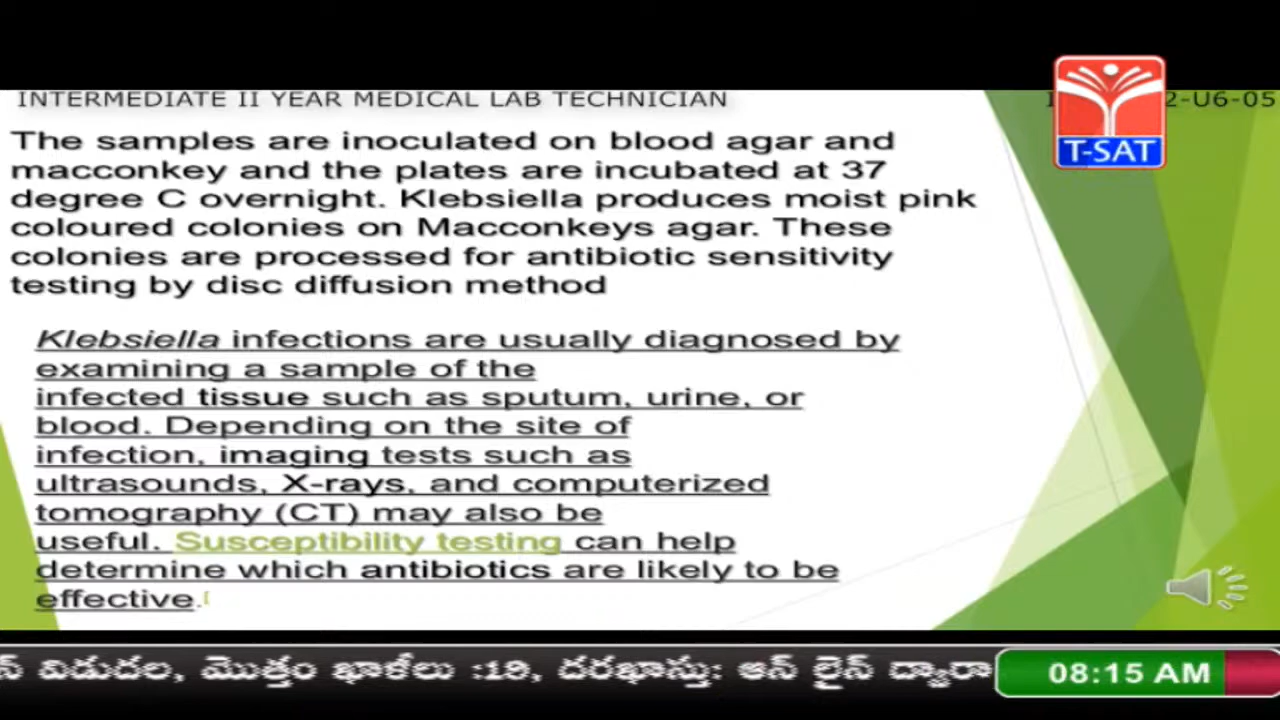 INTERMEDIATE II YEAR MEDICAL LAB TECHNICIAN
2-U6-05
T-SAT
The samples are inoculated on blood agar and
macconkey and the plates are incubated at 37
degree C overnight. Klebsiella produces moist pink
coloured colonies on Macconkeys agar. These
colonies are processed for antibiotic sensitivity
testing by disc diffusion method
Klebsiella infections are usually diagnosed by
examining a sample of the
infected tissue such as sputum, urine, or
blood. Depending on the site of
infection, imaging tests such as
ultrasounds, X-rays, and computerized
tomography (CT) may also be
useful. Susceptibility testing can help
determine which antibiotics are likely to be
effective.[
విడుదల, మొత్తం ఖాళీలు :19, దరఖాస్తు: ఆన్ లైన్ ద్వారా
08:15 AM